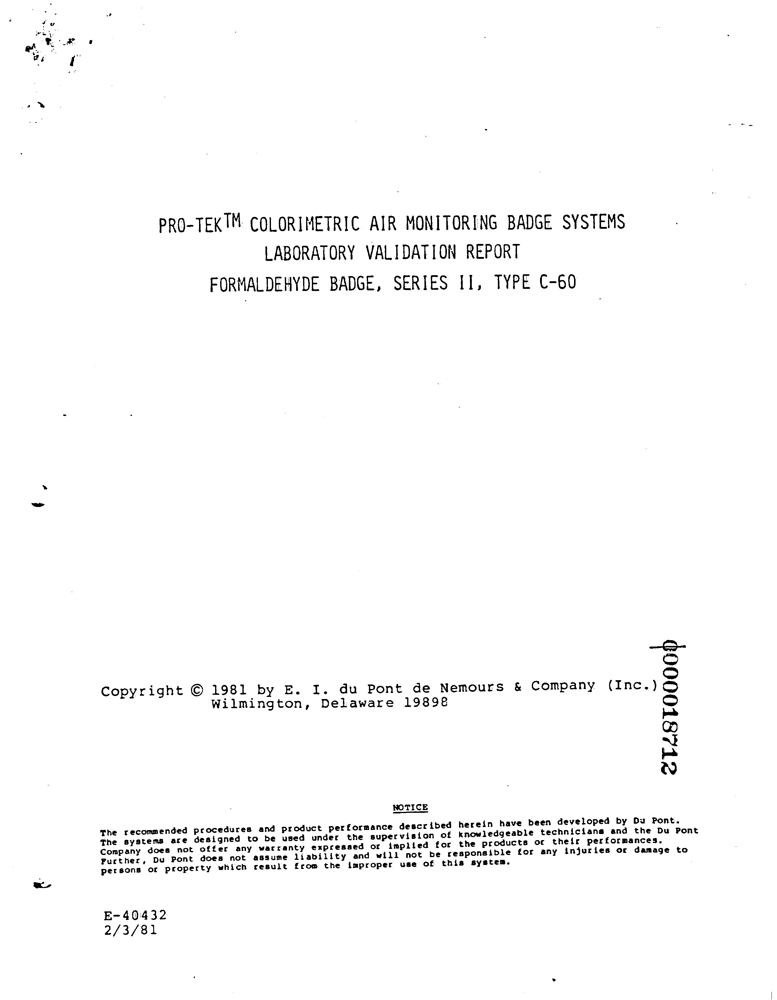 PRO-TEK™ COLORIMETRIC AIR MONITORING BADGE SYSTEMS
LABORATORY VALIDATION REPORT
FORMALDEHYDE BADGE, SERIES II, TYPE C-60
Copyright © 1981 by E. I. du Pont de Nemours & Company (Inc.)
Wilmington, Delaware 19898
0000018712
NOTICE
The recommended procedures and product performance described herein have been developed by Du Pont.
The systems are designed to be used under the supervision of knowledgeable technicians and the Du Pont
Company does not offer any warranty expressed or implied for the products or their performances.
Further, Du Pont does not assume liability and will not be responsible for any injuries or damage to
persons or property which result from the improper use of this system.
E-40432
2/3/81